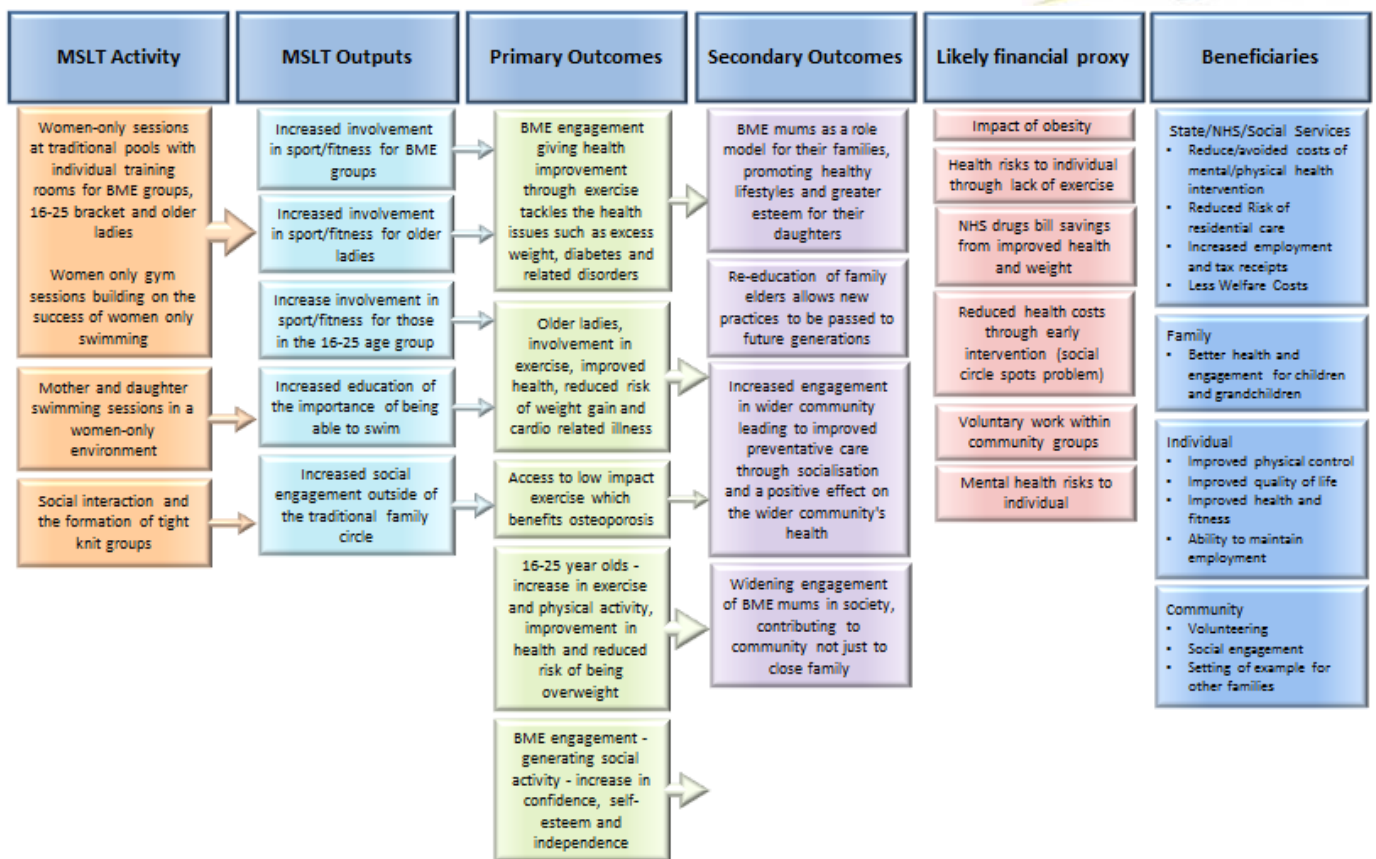 MSLT Activity
MSLT Outputs
Primary Outcomes
Secondary Outcomes
Likely financial proxy
Beneficiaries
Women-only sessions
at traditional pools with
individual training
rooms for BME groups,
16-25 bracket and older
ladies
Women only gym
sessions building on the
success of women only
swimming
Mother and daughter
swimming sessions in a
women-only
environment
Social interaction and
the formation of tight
knit groups
Increased involvement
in sport/fitness for BME
groups
Increased involvement
in sport/fitness for older
ladies
Increase involvement in
sport/fitness for those
in the 16-25 age group
Increased education of
the importance of being
able to swim
Increased social
engagement outside of
the traditional family
circle
BME engagement
giving health
improvement
through exercise
tackles the health
issues such as excess
weight, diabetes and
related disorders
Older ladies,
involvement in
exercise, improved
health, reduced risk
of weight gain and
cardio related illness
Access to low impact
exercise which
benefits osteoporosis
16-25 year olds -
increase in exercise
and physical activity,
improvement in
health and reduced
risk of being
overweight
BME engagement -
generating social
activity - increase in
confidence, self-
esteem and
independence
BME mums as a role
model for their families,
promoting healthy
lifestyles and greater
esteem for their
daughters
Re-education of family
elders allows new
practices to be passed to
future generations
Increased engagement
in wider community
leading to improved
preventative care
through socialisation
and a positive effect on
the wider community's
health
Widening engagement
of BME mums in society,
contributing to
community not just to
close family
Impact of obesity
Health risks to individual
through lack of exercise
NHS drugs bill savings
from improved health
and weight
Reduced health costs
through early
intervention (social
circle spots problem)
Voluntary work within
community groups
Mental health risks to
individual
State/NHS/Social Services
• Reduce/avoided costs of
mental/physical health
intervention
• Reduced Risk of
residential care
• Increased employment
and tax receipts
• Less Welfare Costs
Family
• Better health and
engagement for children
and grandchildren
Individual
• Improved physical control
• Improved quality of life
• Improved health and
fitness
• Ability to maintain
employment
Community
• Volunteering
• Social engagement
• Setting of example for
other families